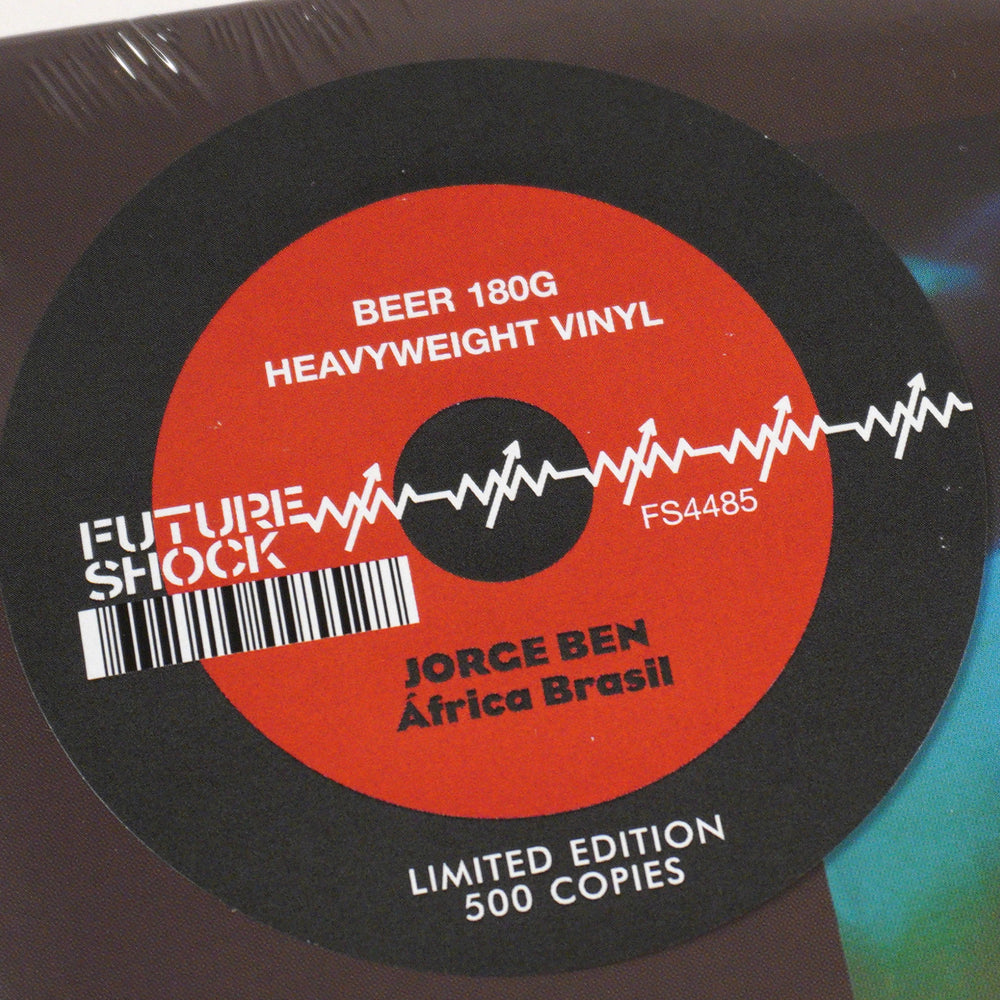 BEER 180G
HEAVYWEIGHT VINYL
FUTURE
SHOCK
FS4485
JORGE BEN
África Brasil
LIMITED EDITION
500 COPIES